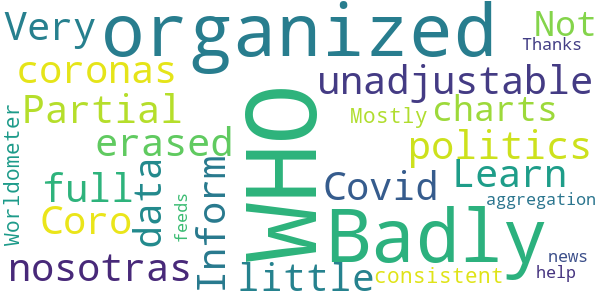 Very
organized
Not
Thanks
coronas
WHO
unadjustable
Partial
Mostly
charts
erased
politics
Worldometer
full
data
Inform
Covid
Learn
Coro
feeds
Badly
aggregation
nosotras
little
consistent
news
help